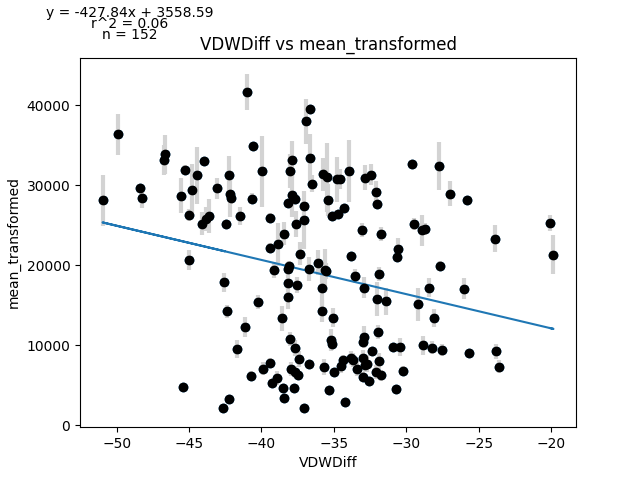 y = -427.84x + 3558.59
r^2 = 0.06
n = 152
VDWDiff vs mean_transformed
mean_transformed
40000
30000
20000
10000
0
−50
−45
−40
−35
−30
−25
−20
VDWDiff